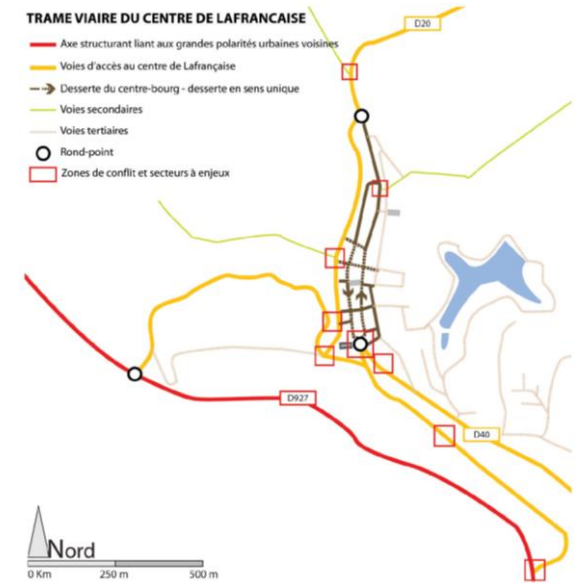 TRAME VIAIRE DU CENTRE DE LAFRANCAISE
Axe structurant liant aux grandes polarités urbaines voisines
Voies d'accès au centre de Lafrançaise
Desserte du centre-bourg - desserte en sens unique
Voies secondaires
Voies tertiaires
Rond-point
Zones de conflit et secteurs à enjeux
D20
D927
D40
Nord
0 Km 250 m 500 m